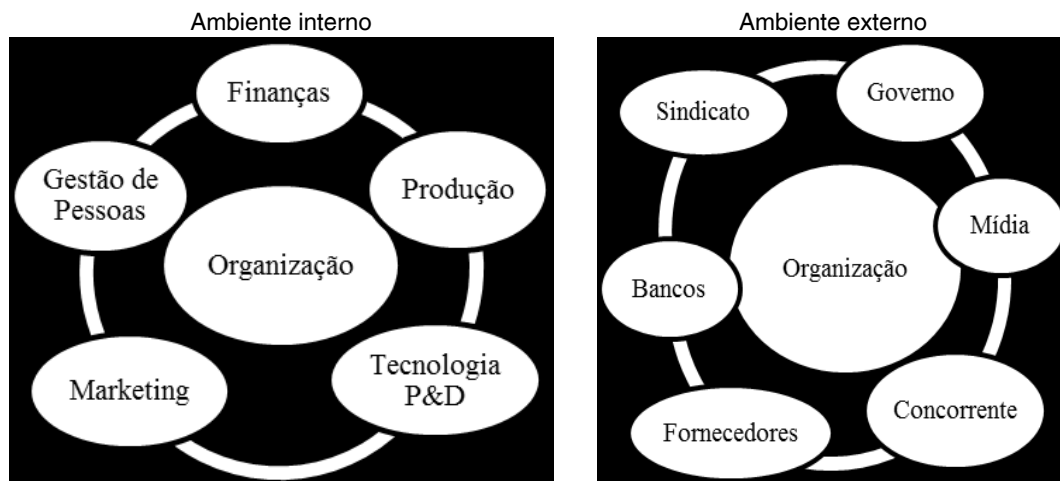 Ambiente interno
Finanças
Gestão de
Pessoas
Produção
Organização
Marketing
Tecnologia
P&D
Ambiente externo
Sindicato
Governo
Mídia
Organização
Bancos
Fornecedores
Concorrente